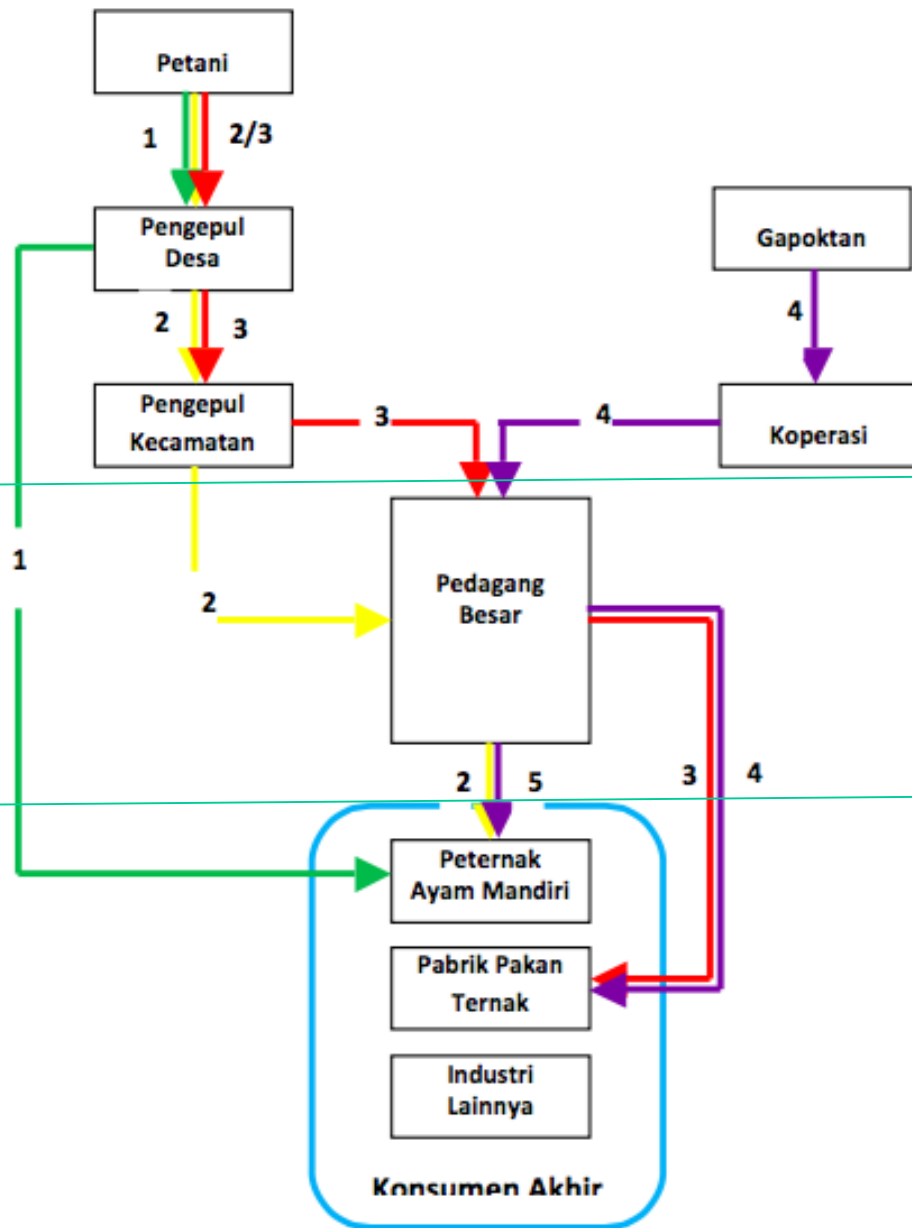 Petani
1
2/3
Pengepul
Desa
Gapoktan
2
3
4
Pengepul
Kecamatan
3
4
Koperasi
1
2
Pedagang
Besar
2
5
3
4
Peternak
Ayam Mandiri
Pabrik Pakan
Ternak
Industri
Lainnya
Konsumen Akhir